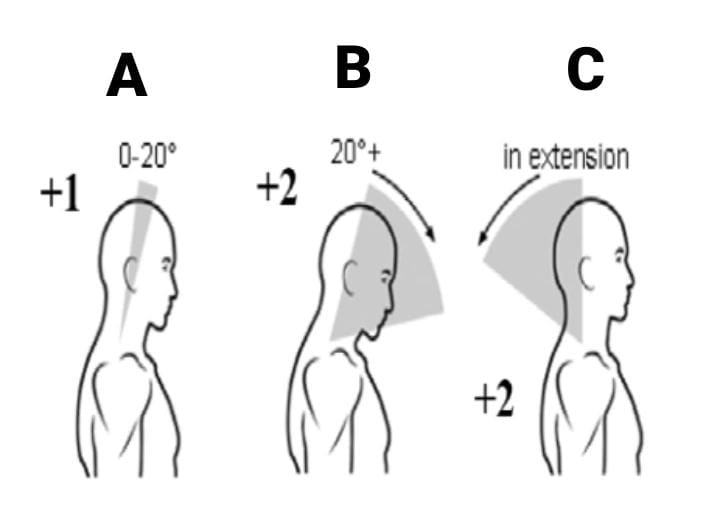 A
B
C
0-20°
20°+
in extension
+1
+2
+2